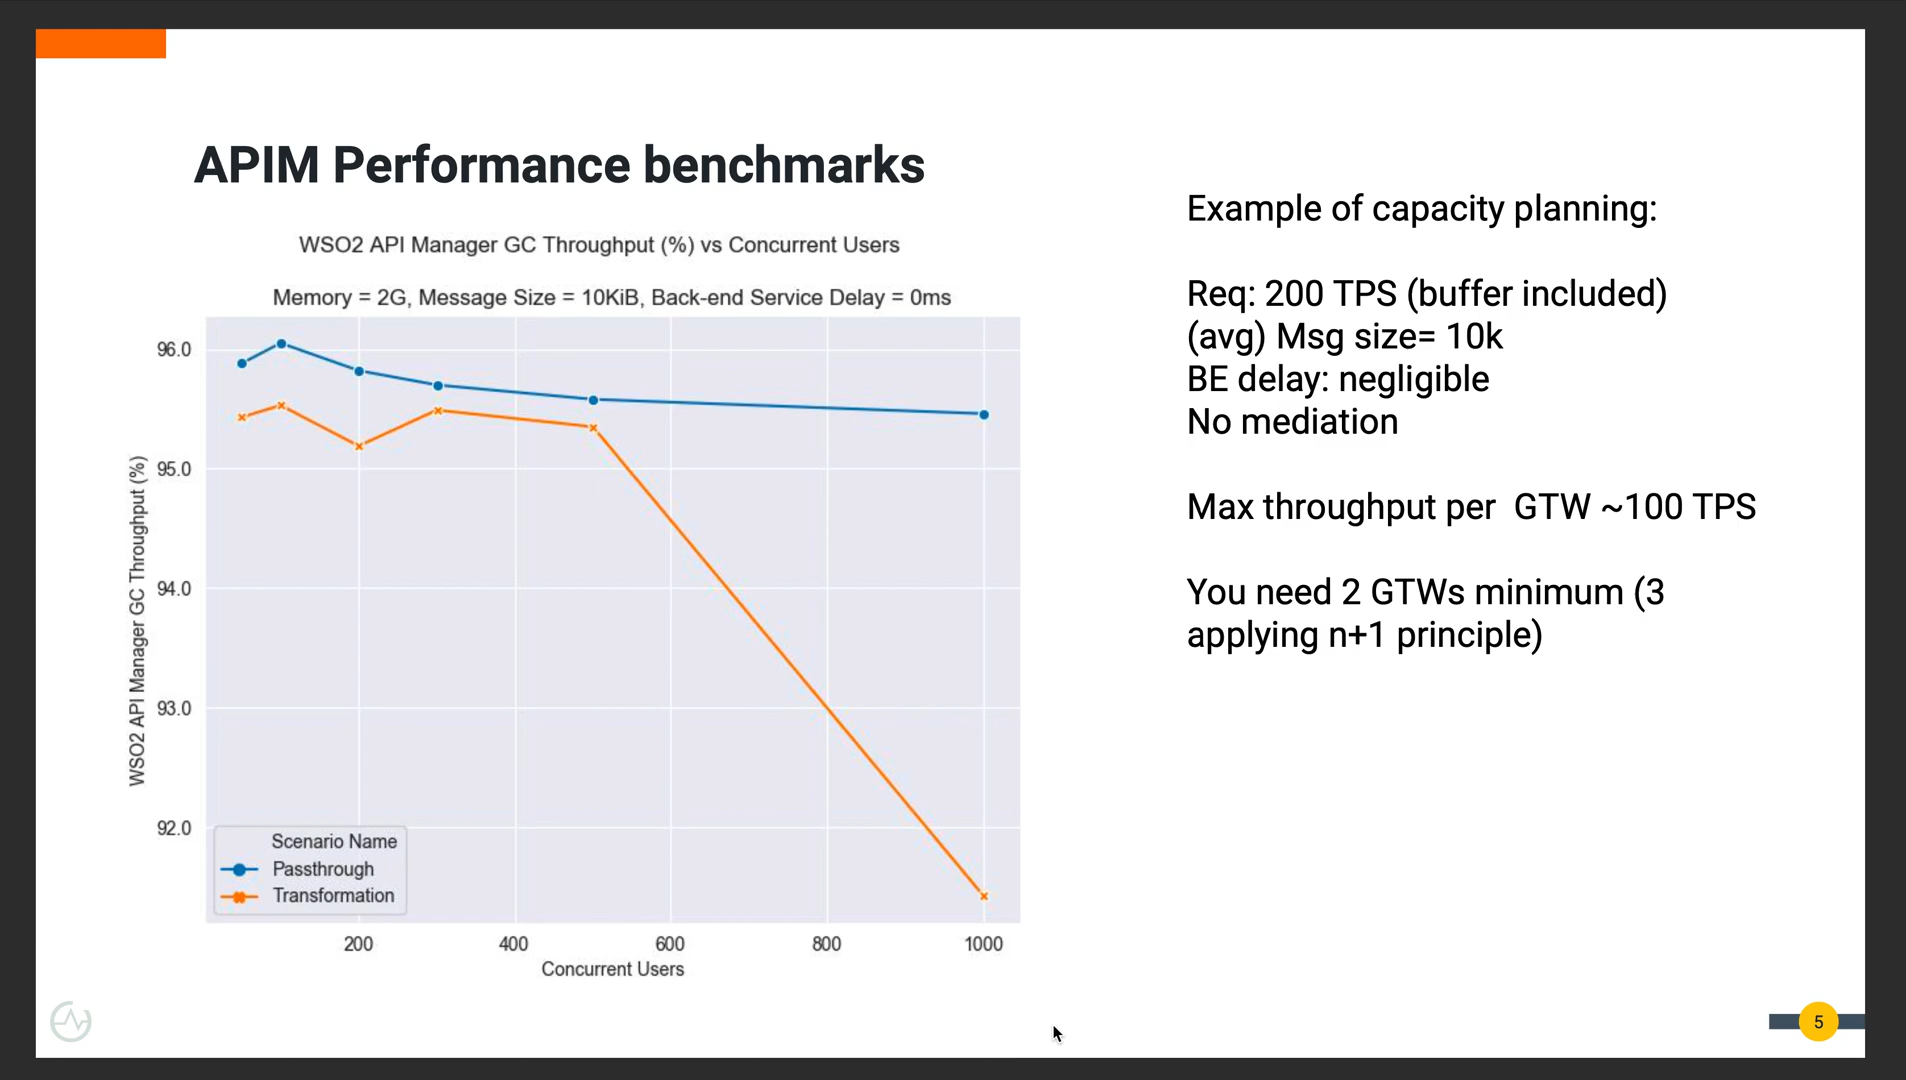 APIM Performance benchmarks
WSO2 API Manager GC Throughput (%) vs Concurrent Users
Memory = 2G, Message Size = 10KiB, Back-end Service Delay = 0ms
WSO2 API Manager GC Throughput (%)
96.0
95.0
94.0
93.0
92.0
Scenario Name
Passthrough
Transformation
200 400 600 800 1000
Concurrent Users
Example of capacity planning:
Req: 200 TPS (buffer included)
(avg) Msg size= 10k
BE delay: negligible
No mediation
Max throughput per GTW ~100 TPS
You need 2 GTWs minimum (3
applying n+1 principle)
5